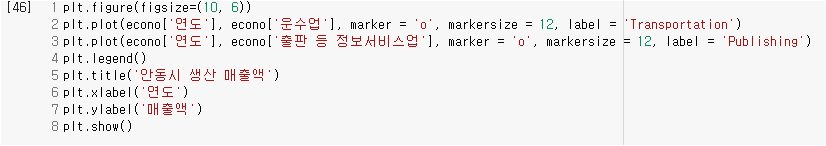 [46] 1 plt.figure(figsize=(10, 6))
2 plt.plot(econo['연도'], econo['운수업'], marker = 'o', markersize = 12, label = 'Transportation')
3 plt.plot(econo['연도'], econo['출판 등 정보서비스업'], marker = 'o', markersize = 12, label = 'Publishing')
4 plt.legend()
5 plt.title('안동시 생산 매출액')
6 plt.xlabel('연도')
7 plt.ylabel('매출액')
8 plt.show()